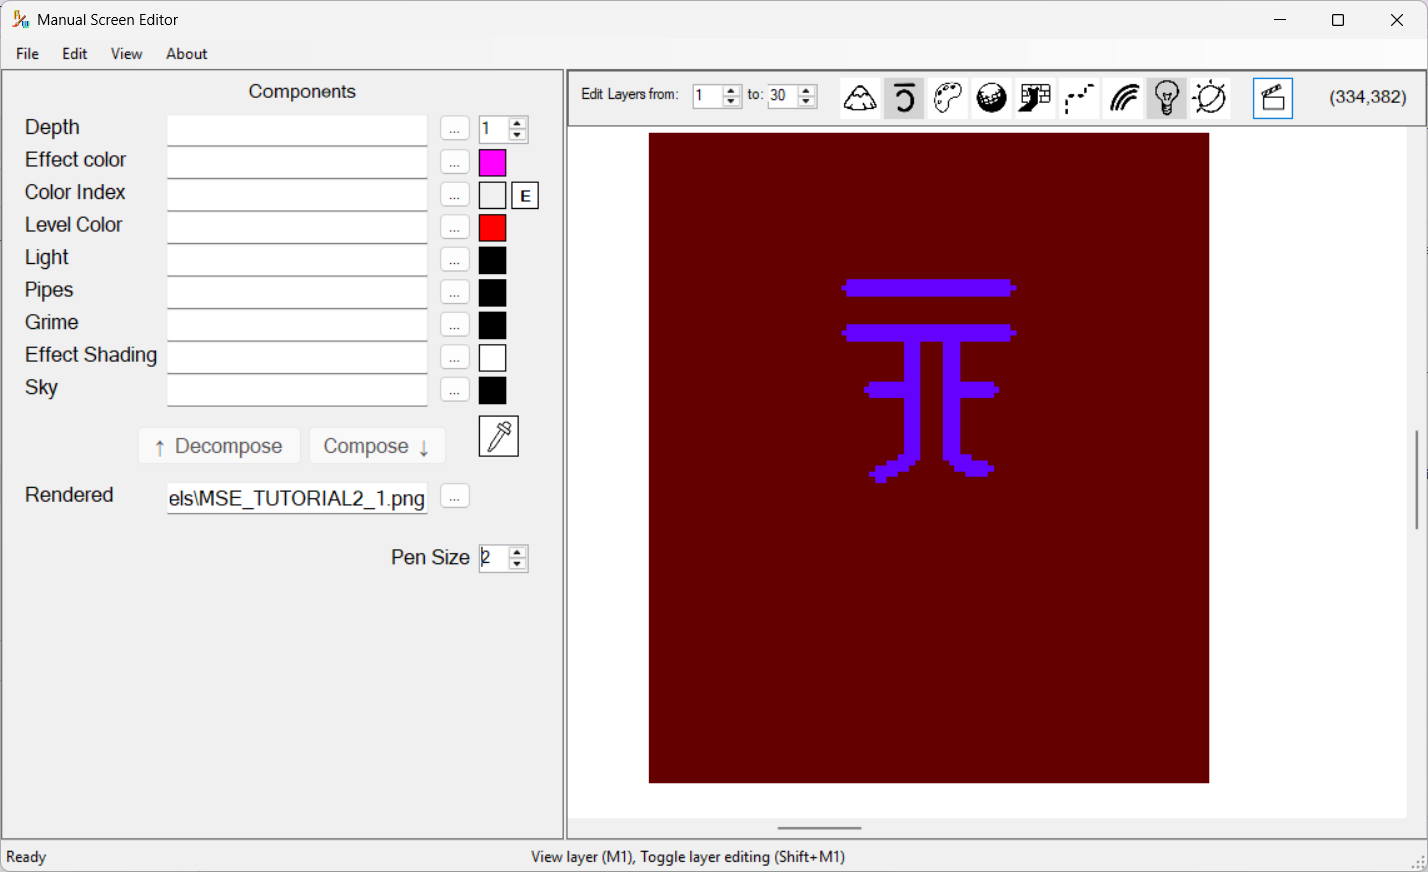 Manual Screen Editor
File Edit View About
Components
Edit Layers from: 1 to: 30 (334,382)
Depth ... 1
Effect color ...
Color Index ... E
Level Color ...
Light ...
Pipes ...
Grime ...
Effect Shading ...
Sky ...
↑ Decompose Compose ↓
Rendered els\MSE_TUTORIAL2_1.png ...
Pen Size 2
Ready View layer (M1), Toggle layer editing (Shift+M1)